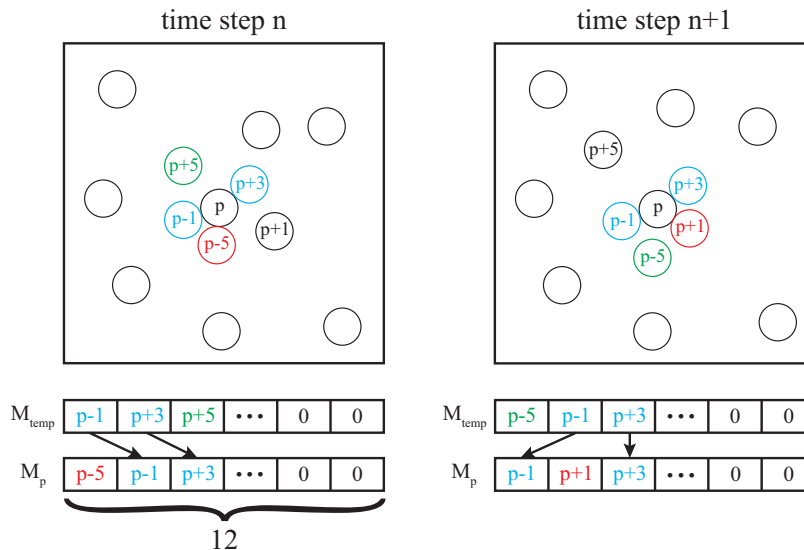 time step n
time step n+1
p+5
p+3
p
p-1
p+1
p-5
p+5
p+3
p
p-1
p+1
p-5
M_temp p-1 p+3 p+5 ••• 0 0
M_p p-5 p-1 p+3 ••• 0 0
12
M_temp p-5 p-1 p+3 ••• 0 0
M_p p-1 p+1 p+3 ••• 0 0